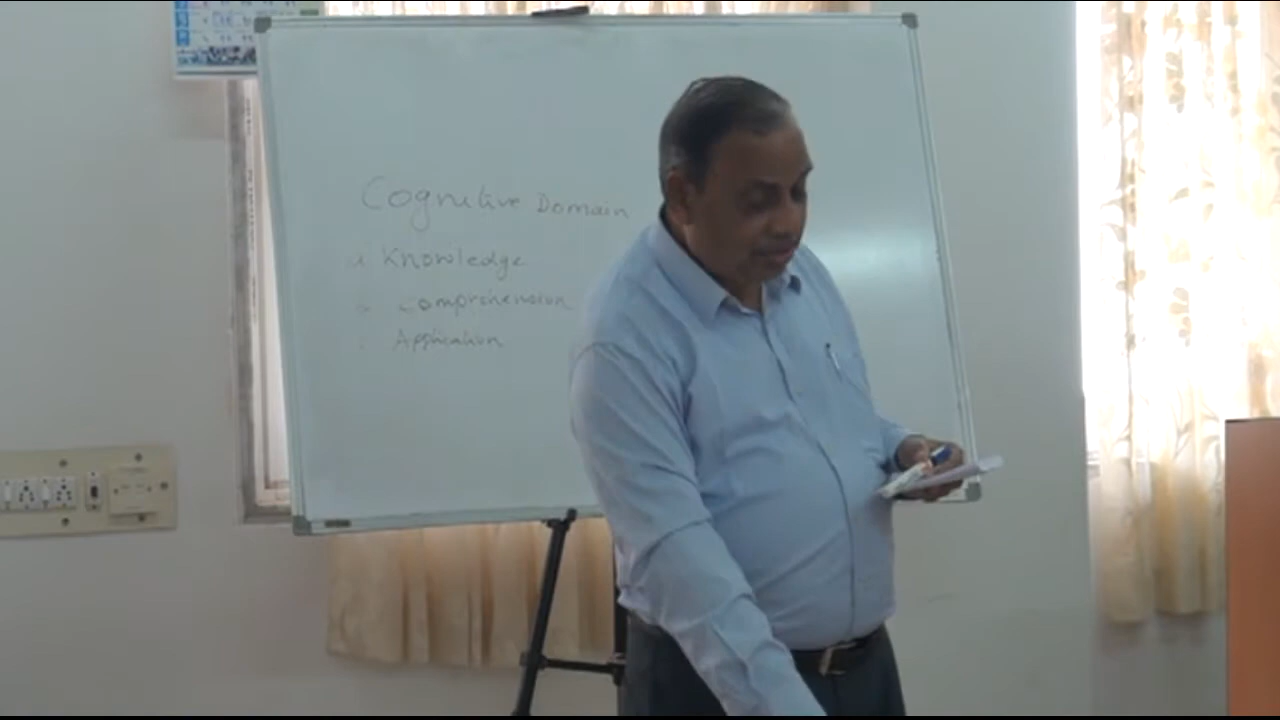 Cognitive Domain
Knowledge
Comprehension
Application